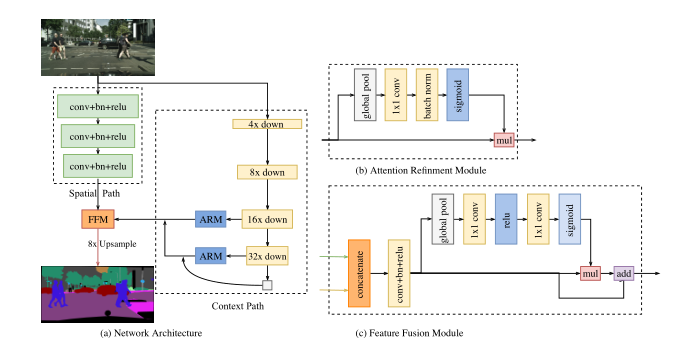 conv+bn+relu
conv+bn+relu
conv+bn+relu
Spatial Path
FFM
8x Upsample
4x down
8x down
16x down
32x down
ARM
ARM
Context Path
(a) Network Architecture
global pool
1x1 conv
batch norm
sigmoid
mul
(b) Attention Refinment Module
concatenate
conv+bn+relu
global pool
1x1 conv
relu
1x1 conv
sigmoid
mul
add
(c) Feature Fusion Module